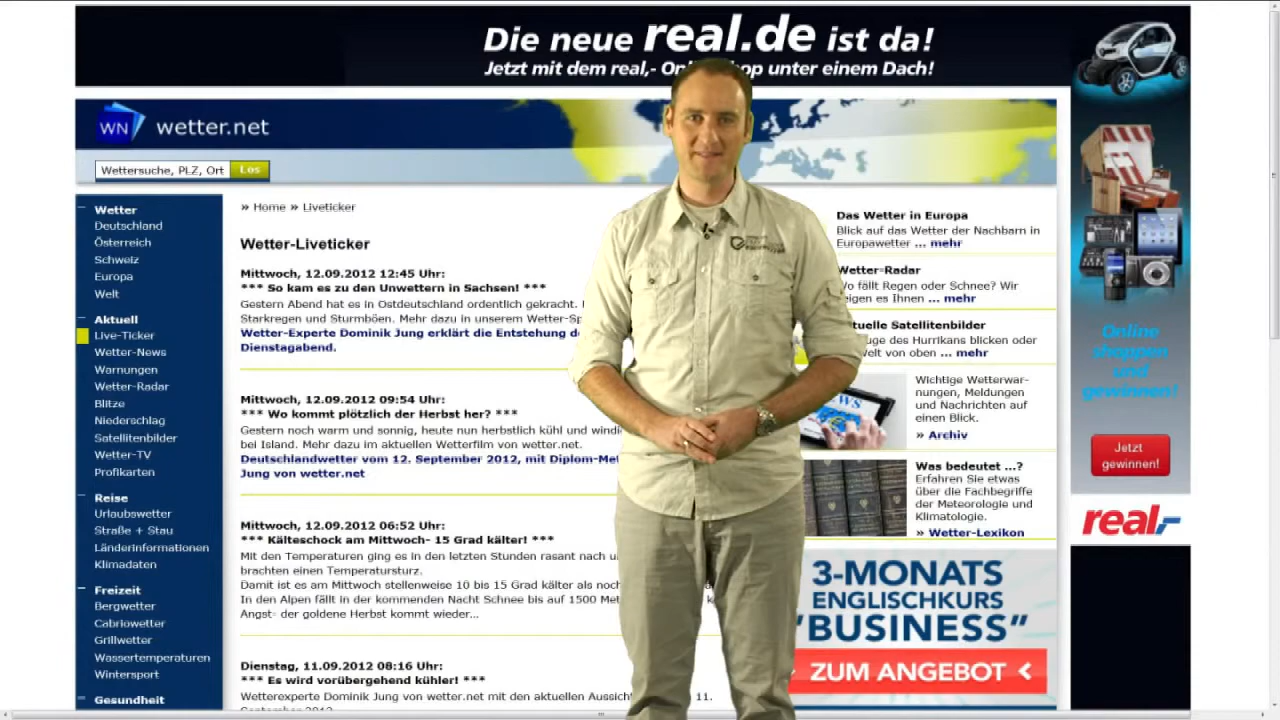 Die neue real.de ist da!
Jetzt mit dem real,- Onl op unter einem Dach!
WN wetter.net
Wettersuche, PLZ, Ort Los
Wetter
Deutschland
Österreich
Schweiz
Europa
Welt
Aktuell
Live-Ticker
Wetter-News
Warnungen
Wetter-Radar
Blitze
Niederschlag
Satellitenbilder
Wetter-TV
Profikarten
Reise
Urlaubswetter
Straße + Stau
Länderinformationen
Klimadaten
Freizeit
Bergwetter
Cabriowetter
Grillwetter
Wassertemperaturen
Wintersport
Gesundheit
» Home » Liveticker
Wetter-Liveticker
Mittwoch, 12.09.2012 12:45 Uhr:
*** So kam es zu den Unwettern in Sachsen! ***
Gestern Abend hat es in Ostdeutschland ordentlich gekracht.
Starkregen und Sturmböen. Mehr dazu in unserem Wetter-Sp
Wetter-Experte Dominik Jung erklärt die Entstehung de
Dienstagabend.
Mittwoch, 12.09.2012 09:54 Uhr:
*** Wo kommt plötzlich der Herbst her? ***
Gestern noch warm und sonnig, heute nun herbstlich kühl und windi
bei Island. Mehr dazu im aktuellen Wetterfilm von wetter.net.
Deutschlandwetter vom 12. September 2012, mit Diplom-Met
Jung von wetter.net
Mittwoch, 12.09.2012 06:52 Uhr:
*** Kälteschock am Mittwoch- 15 Grad kälter! ***
Mit den Temperaturen ging es in den letzten Stunden rasant nach u
brachten einen Temperatursturz.
Damit ist es am Mittwoch stellenweise 10 bis 15 Grad kälter als noch
In den Alpen fällt in der kommenden Nacht Schnee bis auf 1500 Met
Angst- der goldene Herbst kommt wieder...
Dienstag, 11.09.2012 08:16 Uhr:
*** Es wird vorübergehend kühler! ***
Wetterexperte Dominik Jung von wetter.net mit den aktuellen Aussich 11.
September 2012
Das Wetter in Europa
Blick auf das Wetter der Nachbarn in
Europawetter ... mehr
Wetter-Radar
Wo fällt Regen oder Schnee? Wir
eigen es Ihnen ... mehr
tuelle Satellitenbilder
uge des Hurrikans blicken oder
Welt von oben ... mehr
NEWS
Wichtige Wetterwar-
nungen, Meldungen
und Nachrichten auf
einen Blick.
» Archiv
Was bedeutet ...?
Erfahren Sie etwas
über die Fachbegriffe
der Meteorologie und
Klimatologie.
» Wetter-Lexikon
3-MONATS
ENGLISCHKURS
"BUSINESS"
ZUM ANGEBOT
Online
shoppen
und
gewinnen!
Jetzt
gewinnen!
real,-